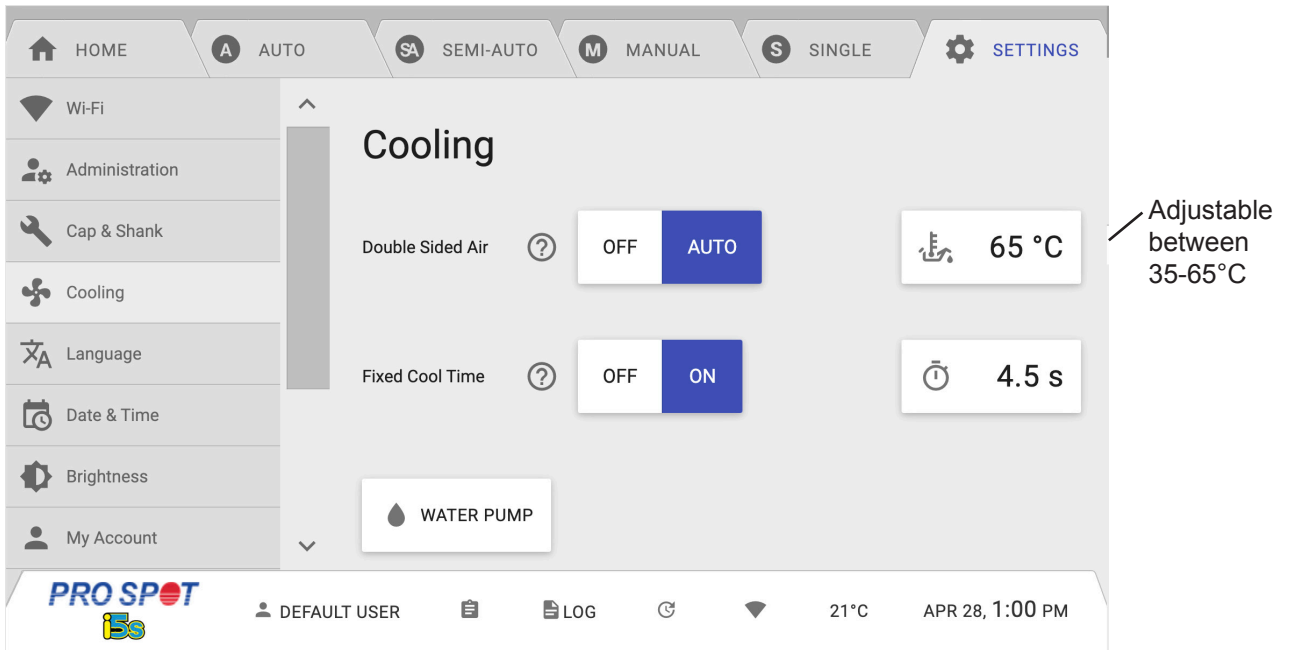 HOME
A AUTO
SA SEMI-AUTO
M MANUAL
S SINGLE
SETTINGS
Wi-Fi
Administration
Cap & Shank
Cooling
Language
Date & Time
Brightness
My Account
Cooling
Double Sided Air ? OFF AUTO 65 °C
Fixed Cool Time ? OFF ON 4.5 s
WATER PUMP
Adjustable
between
35-65°C
PRO SPOT
i5s
DEFAULT USER LOG 21°C APR 28, 1:00 PM